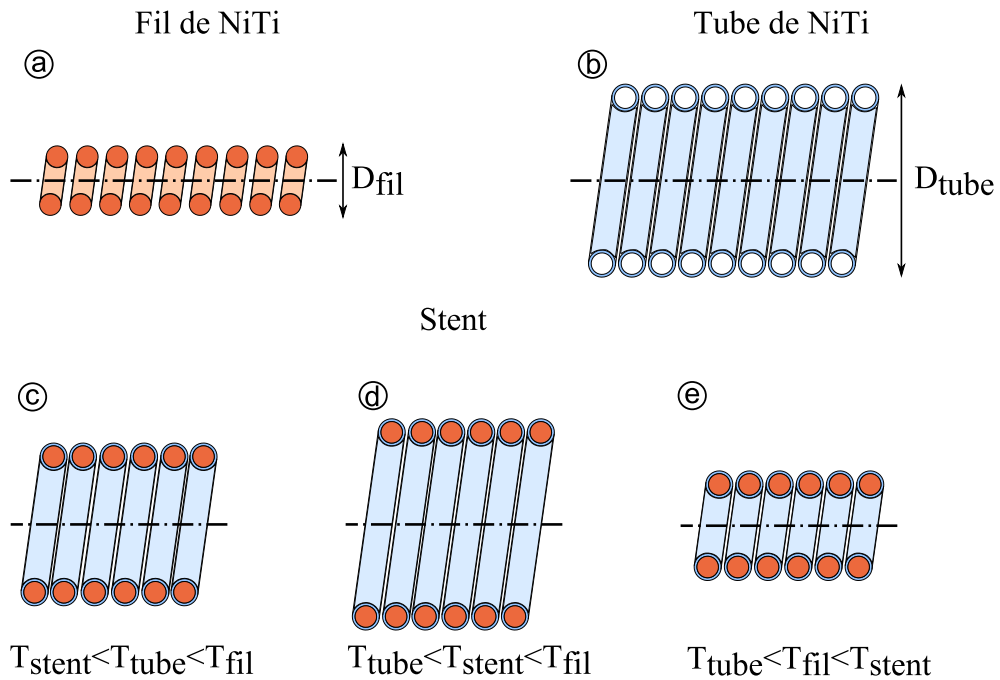 Fil de NiTi
Tube de NiTi
a
b
Dfil
Dtube
Stent
c
d
e
Tstent<Ttube<Tfil
Ttube<Tstent<Tfil
Ttube<Tfil<Tstent